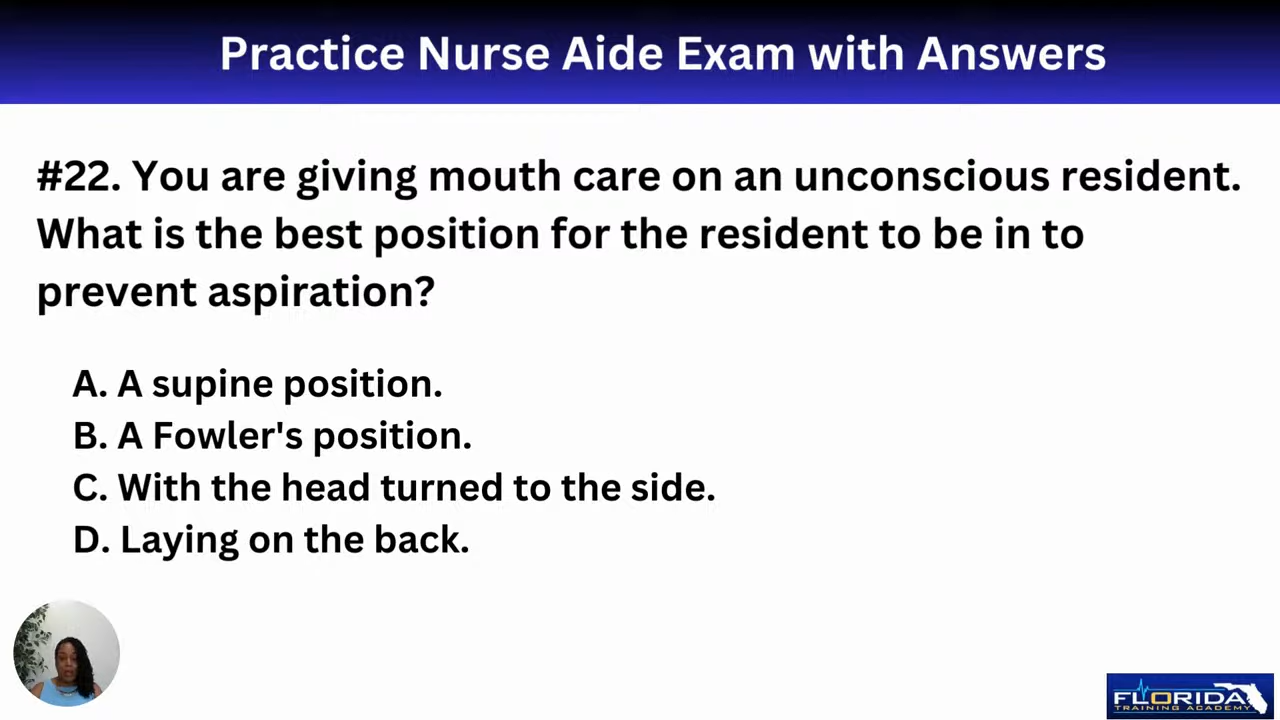 Practice Nurse Aide Exam with Answers
#22. You are giving mouth care on an unconscious resident.
What is the best position for the resident to be in to
prevent aspiration?
A. A supine position.
B. A Fowler's position.
C. With the head turned to the side.
D. Laying on the back.
FLORIDA
TRAINING ACADEMY